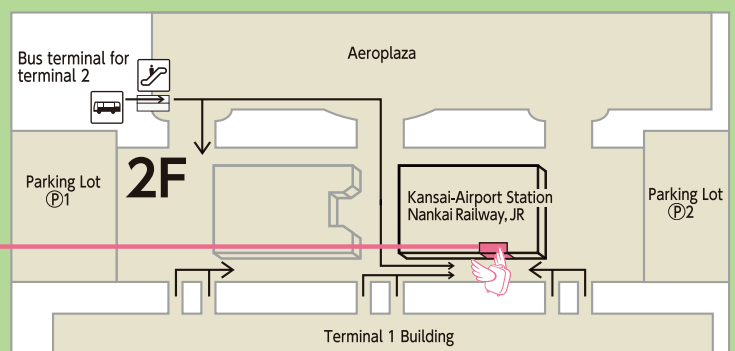 Aeroplaza
Bus terminal for
terminal 2
2F
Parking Lot
Ⓟ1
Kansai-Airport Station
Nankai Railway, JR
Parking Lot
Ⓟ2
Terminal 1 Building